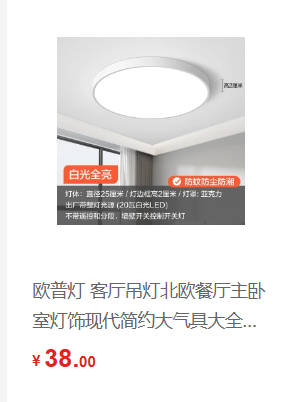 高2厘米
白光全亮
防蚊防尘防潮
灯体：直径25厘米 / 灯边框高2厘米 / 灯罩: 亚克力
出厂带整灯光源 (20瓦白光LED)
不带遥控和分段，墙壁开关控制开关灯
欧普灯 客厅吊灯北欧餐厅主卧
室灯饰现代简约大气具大全...
¥ 38.00